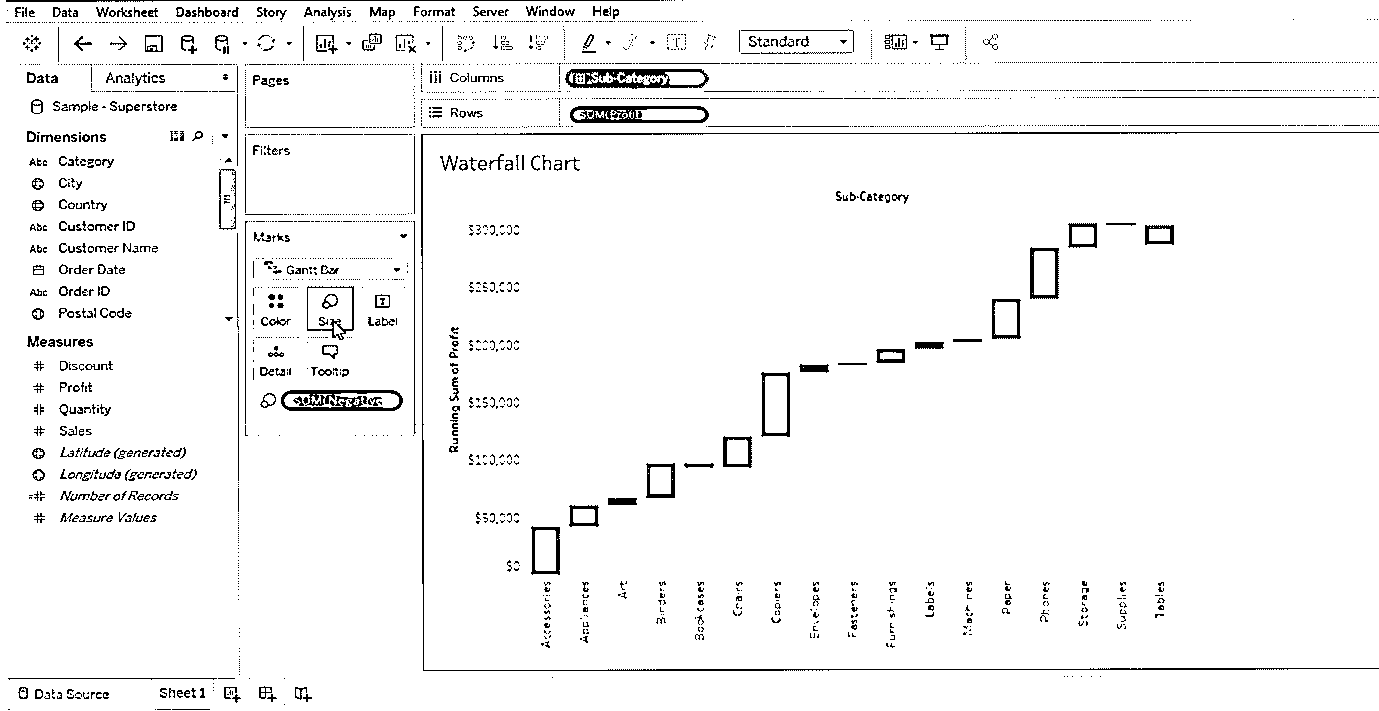 File Data Worksheet Dashboard Story Analysis Map Format Server Window Help
Standard
Data Analytics
Sample - Superstore
Dimensions
Abc Category
City
Country
Abc Customer ID
Abc Customer Name
Order Date
Abc Order ID
Postal Code
Measures
# Discount
# Profit
# Quantity
# Sales
Latitude (generated)
Longitude (generated)
=# Number of Records
# Measure Values
Pages
Filters
Marks
Gantt Bar
Color Size Label
Detail Tooltip
SUM(Negative
Columns Sub-Category
Rows SUM(Profit)
Waterfall Chart
Sub-Category
Running Sum of Profit
$300,000
$250,000
$200,000
$150,000
$100,000
$50,000
$0
Accessories
Appliances
Art
Binders
Bookcases
Chairs
Copiers
Envelopes
Fasteners
Furnishings
Labels
Machines
Paper
Phones
Storage
Supplies
Tables
Data Source Sheet 1